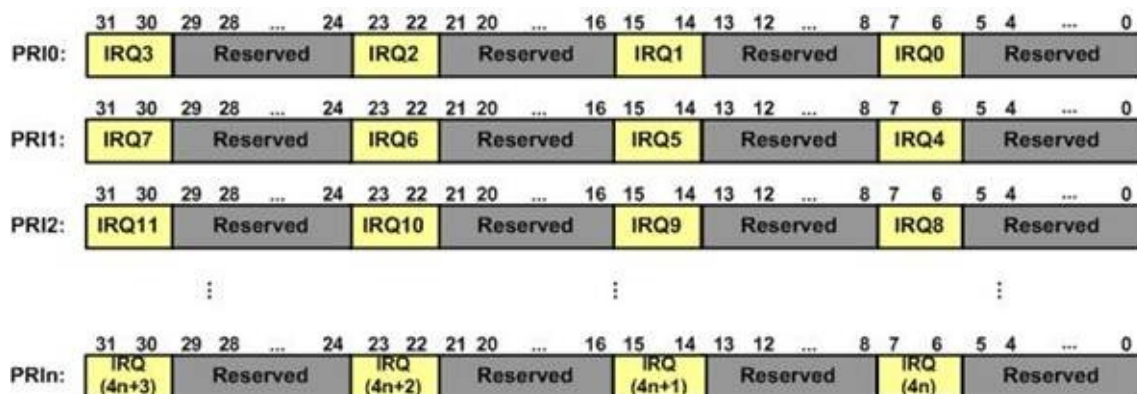 31 30 29 28 ... 24 23 22 21 20 ... 16 15 14 13 12 ... 8 7 6 5 4 ... 0
PRI0: IRQ3 Reserved IRQ2 Reserved IRQ1 Reserved IRQ0 Reserved
31 30 29 28 ... 24 23 22 21 20 ... 16 15 14 13 12 ... 8 7 6 5 4 ... 0
PRI1: IRQ7 Reserved IRQ6 Reserved IRQ5 Reserved IRQ4 Reserved
31 30 29 28 ... 24 23 22 21 20 ... 16 15 14 13 12 ... 8 7 6 5 4 ... 0
PRI2: IRQ11 Reserved IRQ10 Reserved IRQ9 Reserved IRQ8 Reserved
⋮ ⋮ ⋮
31 30 29 28 ... 24 23 22 21 20 ... 16 15 14 13 12 ... 8 7 6 5 4 ... 0
PRIn: IRQ (4n+3) Reserved IRQ (4n+2) Reserved IRQ (4n+1) Reserved IRQ (4n) Reserved